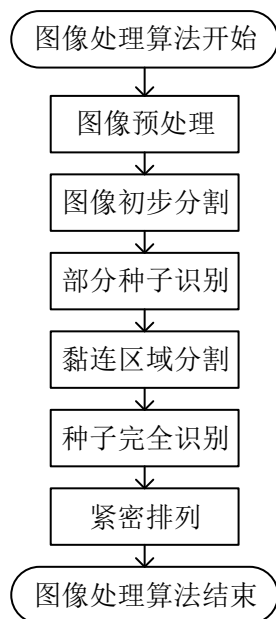 图像处理算法开始
图像预处理
图像初步分割
部分种子识别
黏连区域分割
种子完全识别
紧密排列
图像处理算法结束